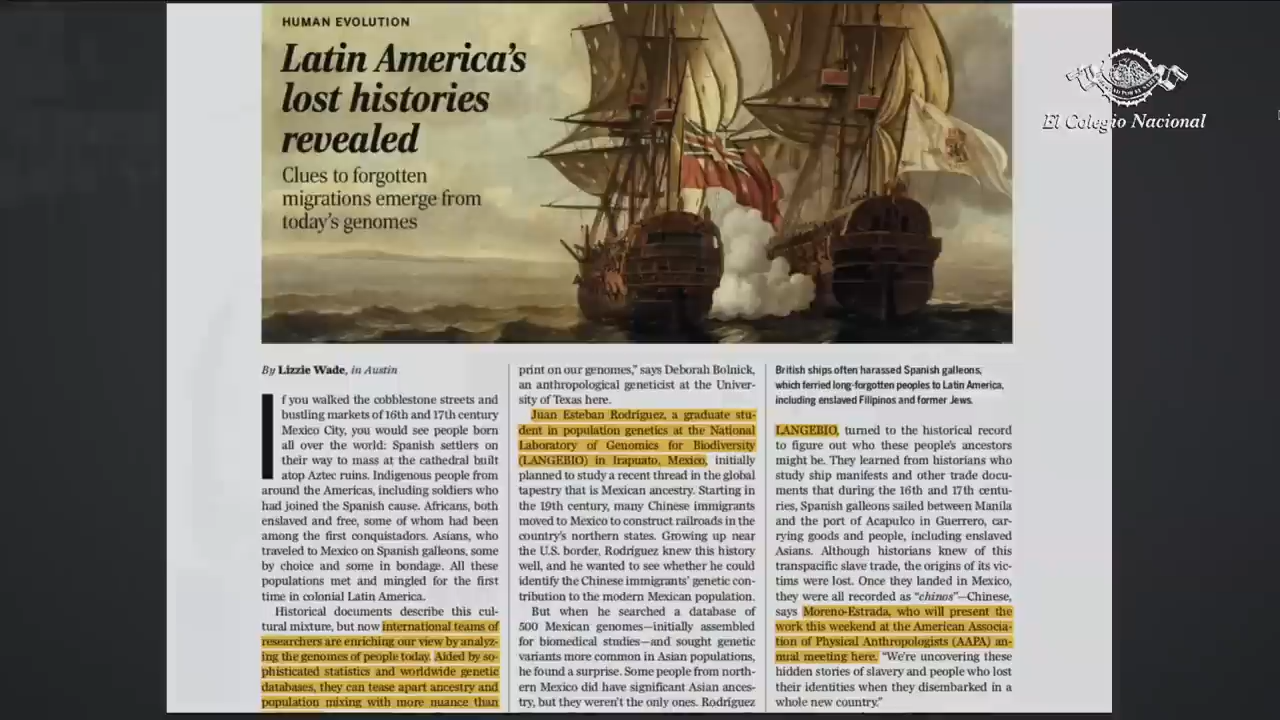 HUMAN EVOLUTION
Latin America's
lost histories
revealed
Clues to forgotten
migrations emerge from
today's genomes
El Colegio Nacional
By Lizzie Wade, in Austin
If you walked the cobblestone streets and
bustling markets of 16th and 17th century
Mexico City, you would see people born
all over the world: Spanish settlers on
their way to mass at the cathedral built
atop Aztec ruins. Indigenous people from
around the Americas, including soldiers who
had joined the Spanish cause. Africans, both
enslaved and free, some of whom had been
among the first conquistadors. Asians, who
traveled to Mexico on Spanish galleons, some
by choice and some in bondage. All these
populations met and mingled for the first
time in colonial Latin America.
Historical documents describe this cul-
tural mixture, but now international teams of
researchers are enriching our view by analyz-
ing the genomes of people today. Aided by so-
phisticated statistics and worldwide genetic
databases, they can tease apart ancestry and
population mixing with more nuance than
print on our genomes," says Deborah Bolnick,
an anthropological geneticist at the Univer-
sity of Texas here.
Juan Esteban Rodríguez, a graduate stu-
dent in population genetics at the National
Laboratory of Genomics for Biodiversity
(LANGEBIO) in Irapuato, Mexico, initially
planned to study a recent thread in the global
tapestry that is Mexican ancestry. Starting in
the 19th century, many Chinese immigrants
moved to Mexico to construct railroads in the
country's northern states. Growing up near
the U.S. border, Rodríguez knew this history
well, and he wanted to see whether he could
identify the Chinese immigrants' genetic con-
tribution to the modern Mexican population.
But when he searched a database of
500 Mexican genomes—initially assembled
for biomedical studies—and sought genetic
variants more common in Asian populations,
he found a surprise. Some people from north-
ern Mexico did have significant Asian ances-
try, but they weren't the only ones. Rodríguez
British ships often harassed Spanish galleons,
which ferried long-forgotten peoples to Latin America,
including enslaved Filipinos and former Jews.
LANGEBIO, turned to the historical record
to figure out who these people's ancestors
might be. They learned from historians who
study ship manifests and other trade docu-
ments that during the 16th and 17th centu-
ries, Spanish galleons sailed between Manila
and the port of Acapulco in Guerrero, car-
rying goods and people, including enslaved
Asians. Although historians knew of this
transpacific slave trade, the origins of its vic-
tims were lost. Once they landed in Mexico,
they were all recorded as "chinos"—Chinese,
says Moreno-Estrada, who will present the
work this weekend at the American Associa-
tion of Physical Anthropologists (AAPA) an-
nual meeting here. "We're uncovering these
hidden stories of slavery and people who lost
their identities when they disembarked in a
whole new country."